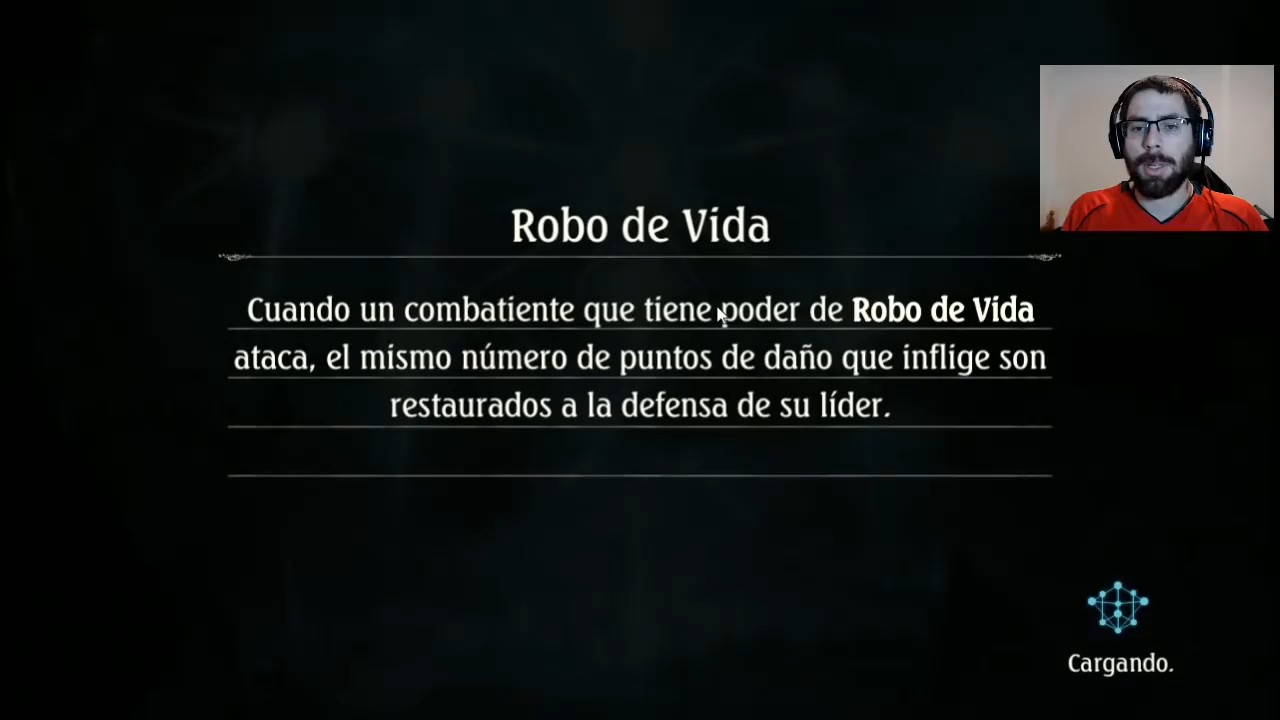 Robo de Vida
Cuando un combatiente que tiene poder de Robo de Vida
ataca, el mismo número de puntos de daño que inflige son
restaurados a la defensa de su líder.
Cargando.